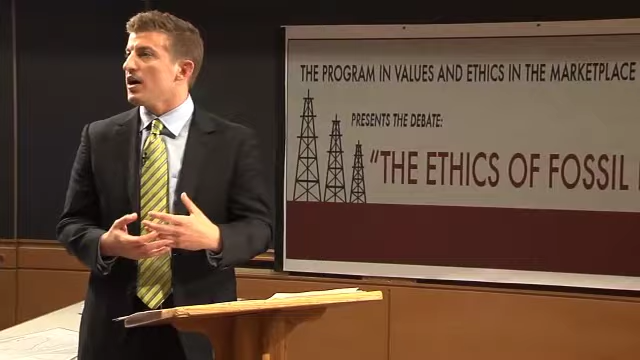 THE PROGRAM IN VALUES AND ETHICS IN THE MARKETPLACE
PRESENTS THE DEBATE:
"THE ETHICS OF FOSSIL